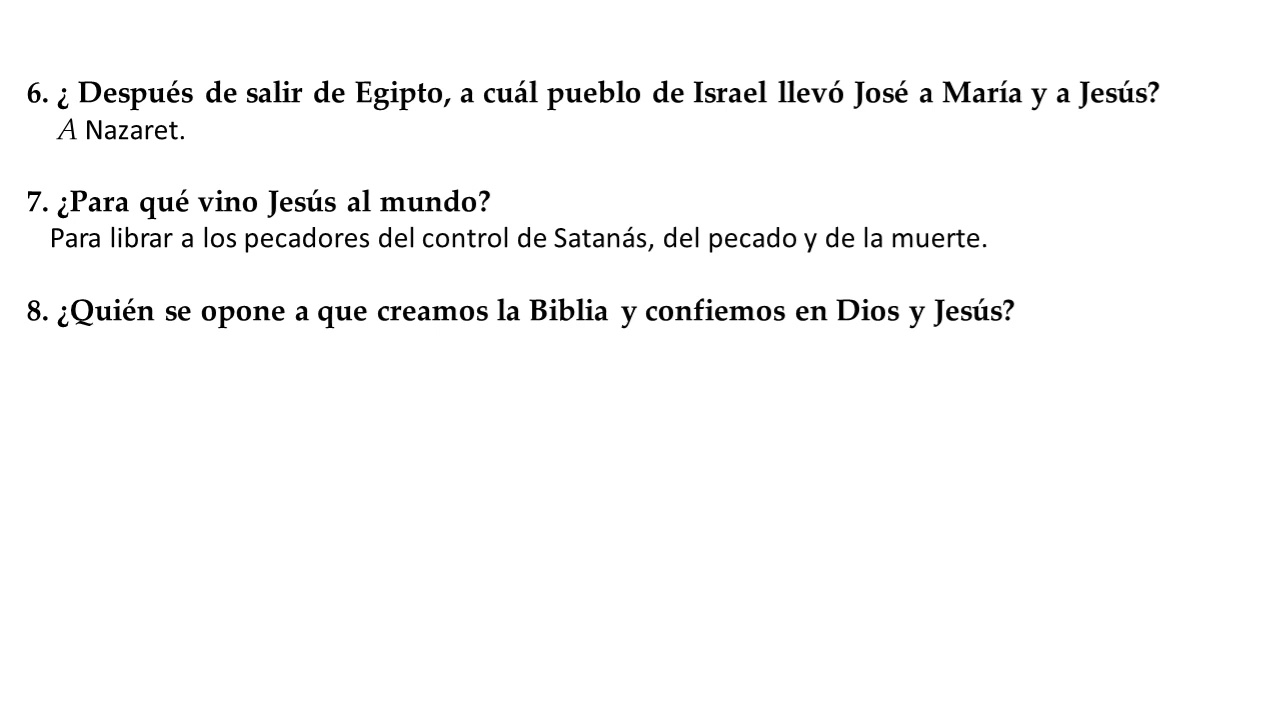 6. ¿ Después de salir de Egipto, a cuál pueblo de Israel llevó José a María y a Jesús?
A Nazaret.
7. ¿Para qué vino Jesús al mundo?
Para librar a los pecadores del control de Satanás, del pecado y de la muerte.
8. ¿Quién se opone a que creamos la Biblia y confiemos en Dios y Jesús?